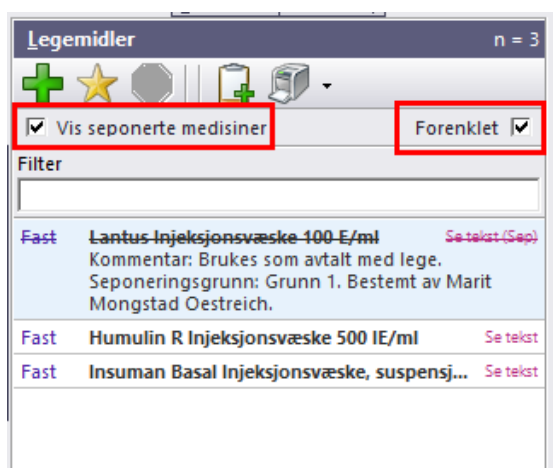 Legemidler n = 3
Vis seponerte medisiner Forenklet
Filter
Fast Lantus Injeksjonsvæske 100 E/ml Se tekst (Sep)
Kommentar: Brukes som avtalt med lege.
Seponeringsgrunn: Grunn 1. Bestemt av Marit
Mongstad Oestreich.
Fast Humulin R Injeksjonsvæske 500 IE/ml Se tekst
Fast Insuman Basal Injeksjonsvæske, suspensj... Se tekst